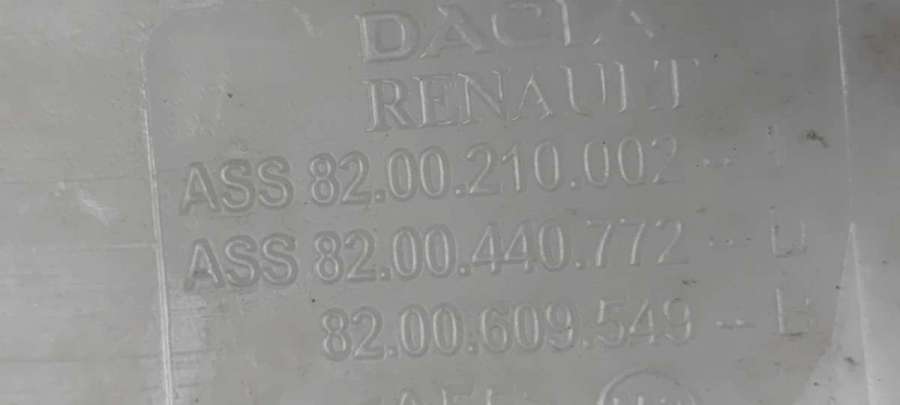 DACIA
RENAULT
ASS 82.00.210.002 --
ASS 82.00.440.772 --
82.00.609.549 --